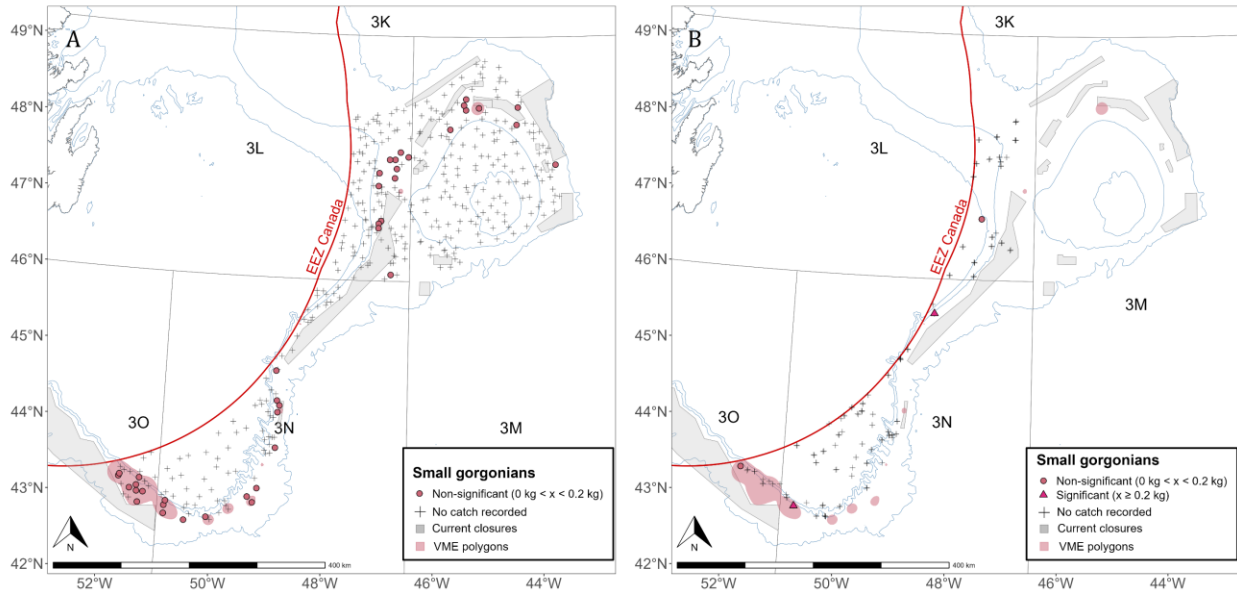 A
3K
49°N
48°N
3L
47°N
EEZ Canada
46°N
45°N
44°N
3O
3N
3M
43°N
42°N
Small gorgonians
Non-significant (0 kg < x < 0.2 kg)
No catch recorded
Current closures
VME polygons
N
400 km
52°W 50°W 48°W 46°W 44°W
B
3K
49°N
48°N
3L
47°N
EEZ Canada
46°N
45°N
3M
44°N
3O
3N
43°N
42°N
Small gorgonians
Non-significant (0 kg < x < 0.2 kg)
Significant (x ≥ 0.2 kg)
No catch recorded
Current closures
VME polygons
N
400 km
52°W 50°W 48°W 46°W 44°W